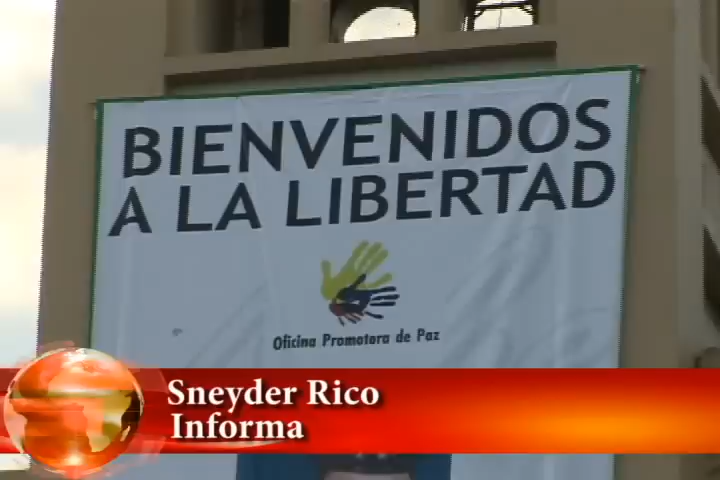 BIENVENIDOS
A LA LIBERTAD
Oficina Promotora de Paz
Sneyder Rico
Informa